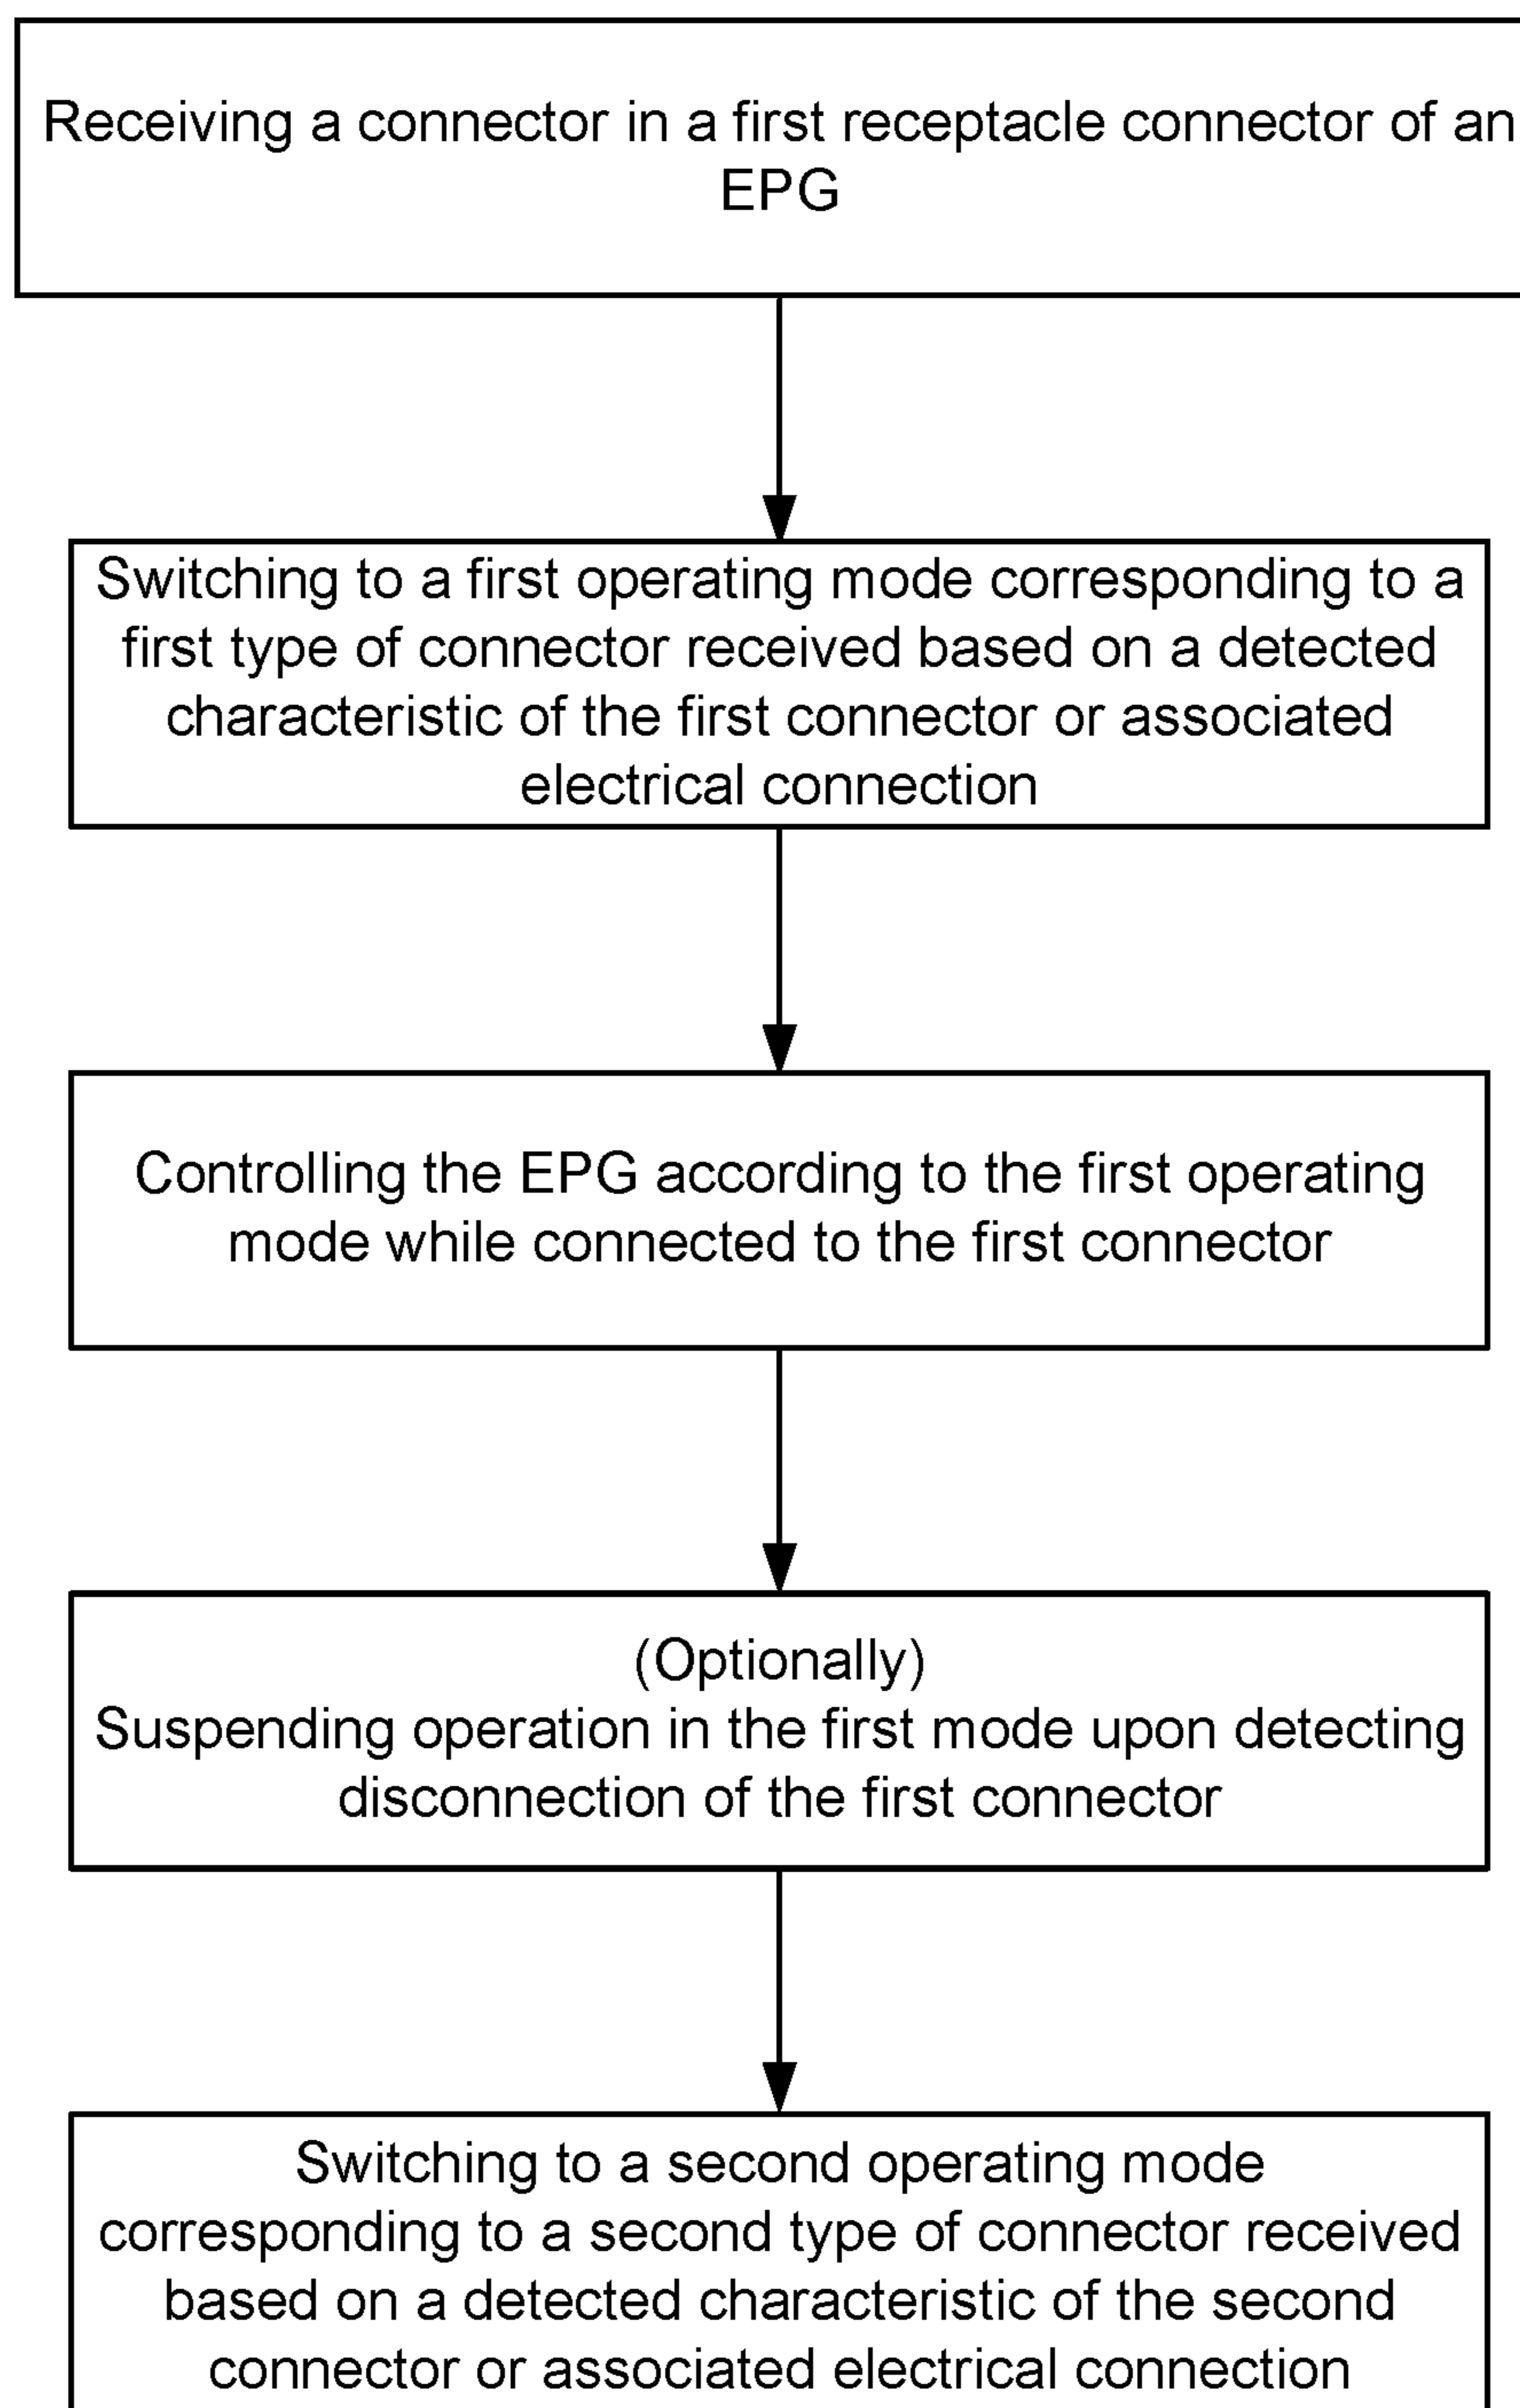 Receiving a connector in a first receptacle connector of an
EPG
Switching to a first operating mode corresponding to a
first type of connector received based on a detected
characteristic of the first connector or associated
electrical connection
Controlling the EPG according to the first operating
mode while connected to the first connector
(Optionally)
Suspending operation in the first mode upon detecting
disconnection of the first connector
Switching to a second operating mode
corresponding to a second type of connector received
based on a detected characteristic of the second
connector or associated electrical connection